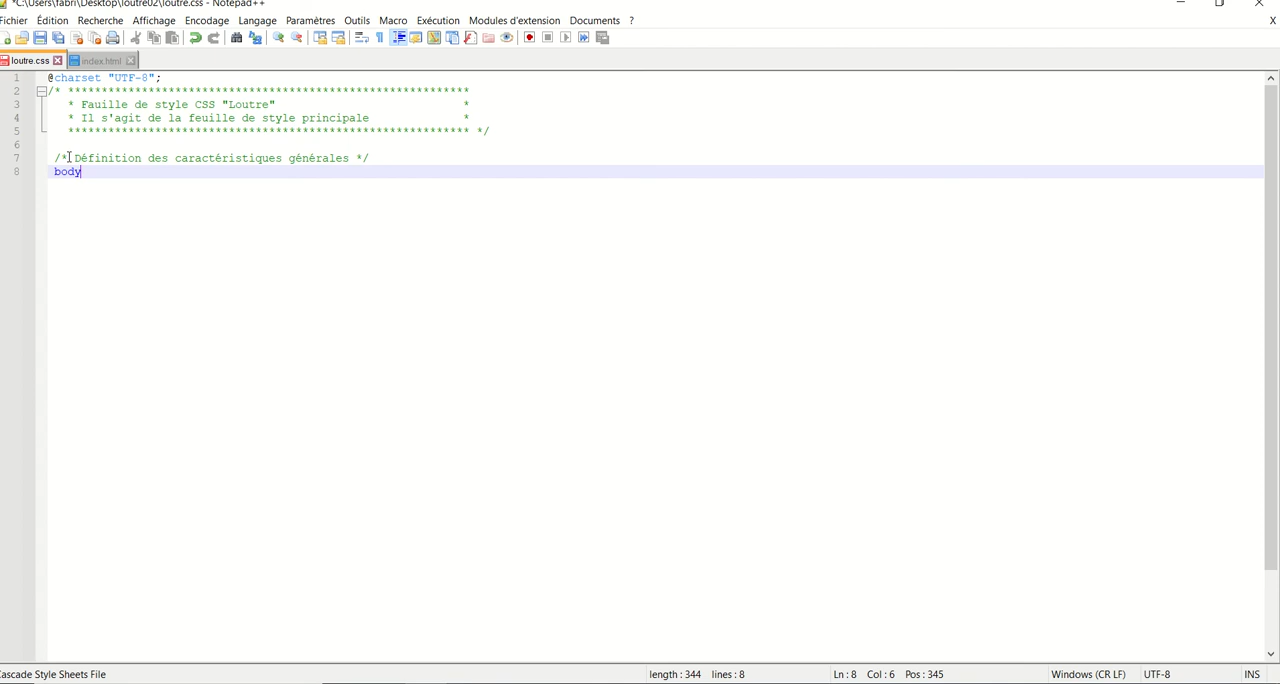 *C:\Users\fabri\Desktop\loutre02\loutre.css - Notepad++
Fichier Édition Recherche Affichage Encodage Langage Paramètres Outils Macro Exécution Modules d'extension Documents ? X
loutre.css index.html
1 @charset "UTF-8";
2 /* ************************************************************
3 * Fauille de style CSS "Loutre" *
4 * Il s'agit de la feuille de style principale *
5 ************************************************************ */
6
7 /* Définition des caractéristiques générales */
8 body
Cascade Style Sheets File length : 344 lines : 8 Ln : 8 Col : 6 Pos : 345 Windows (CR LF) UTF-8 INS